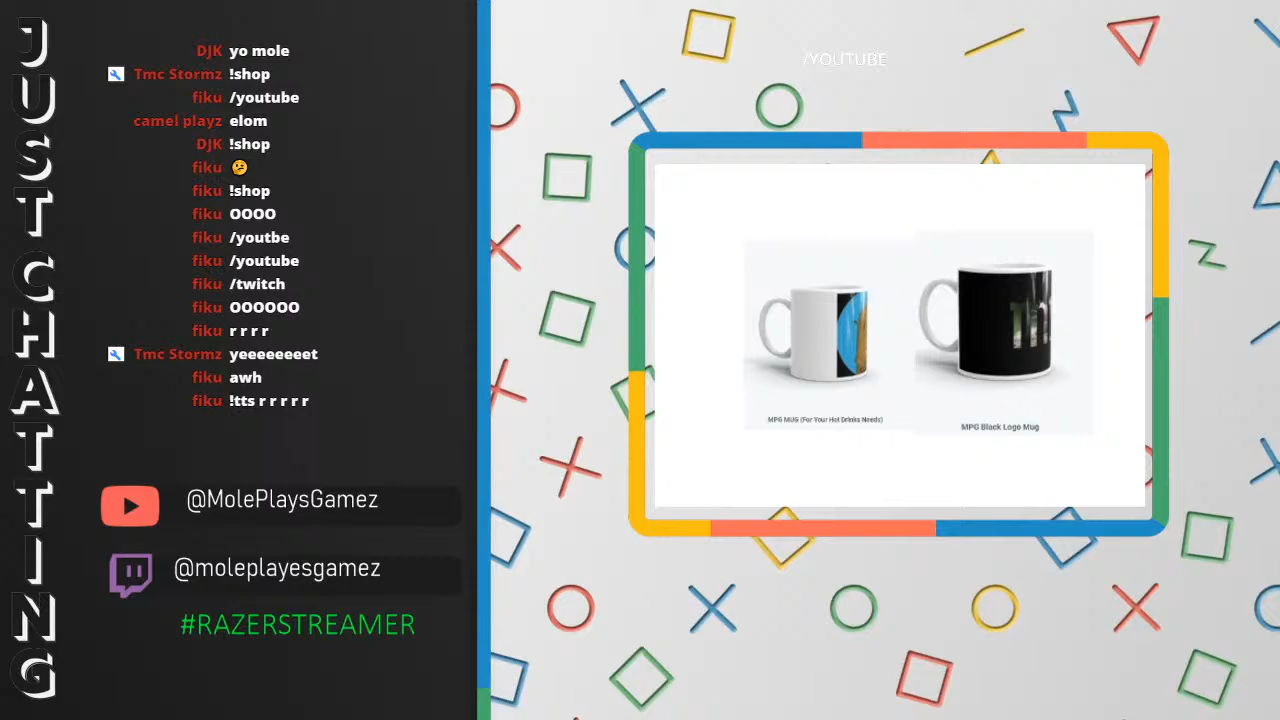 JUST CHATTING
DJK yo mole
Tmc Stormz !shop
fiku /youtube
camel playz elom
DJK !shop
fiku 🤔
fiku !shop
fiku OOOO
fiku /youtbe
fiku /youtube
fiku /twitch
fiku OOOOOO
fiku r r r r
Tmc Stormz yeeeeeeeet
fiku awh
fiku !tts r r r r r
@MolePlaysGamez
@moleplayesgamez
#RAZERSTREAMER
/YOUTUBE
MPG MUG (For Your Hot Drinks Needs)
MPG Black Logo Mug